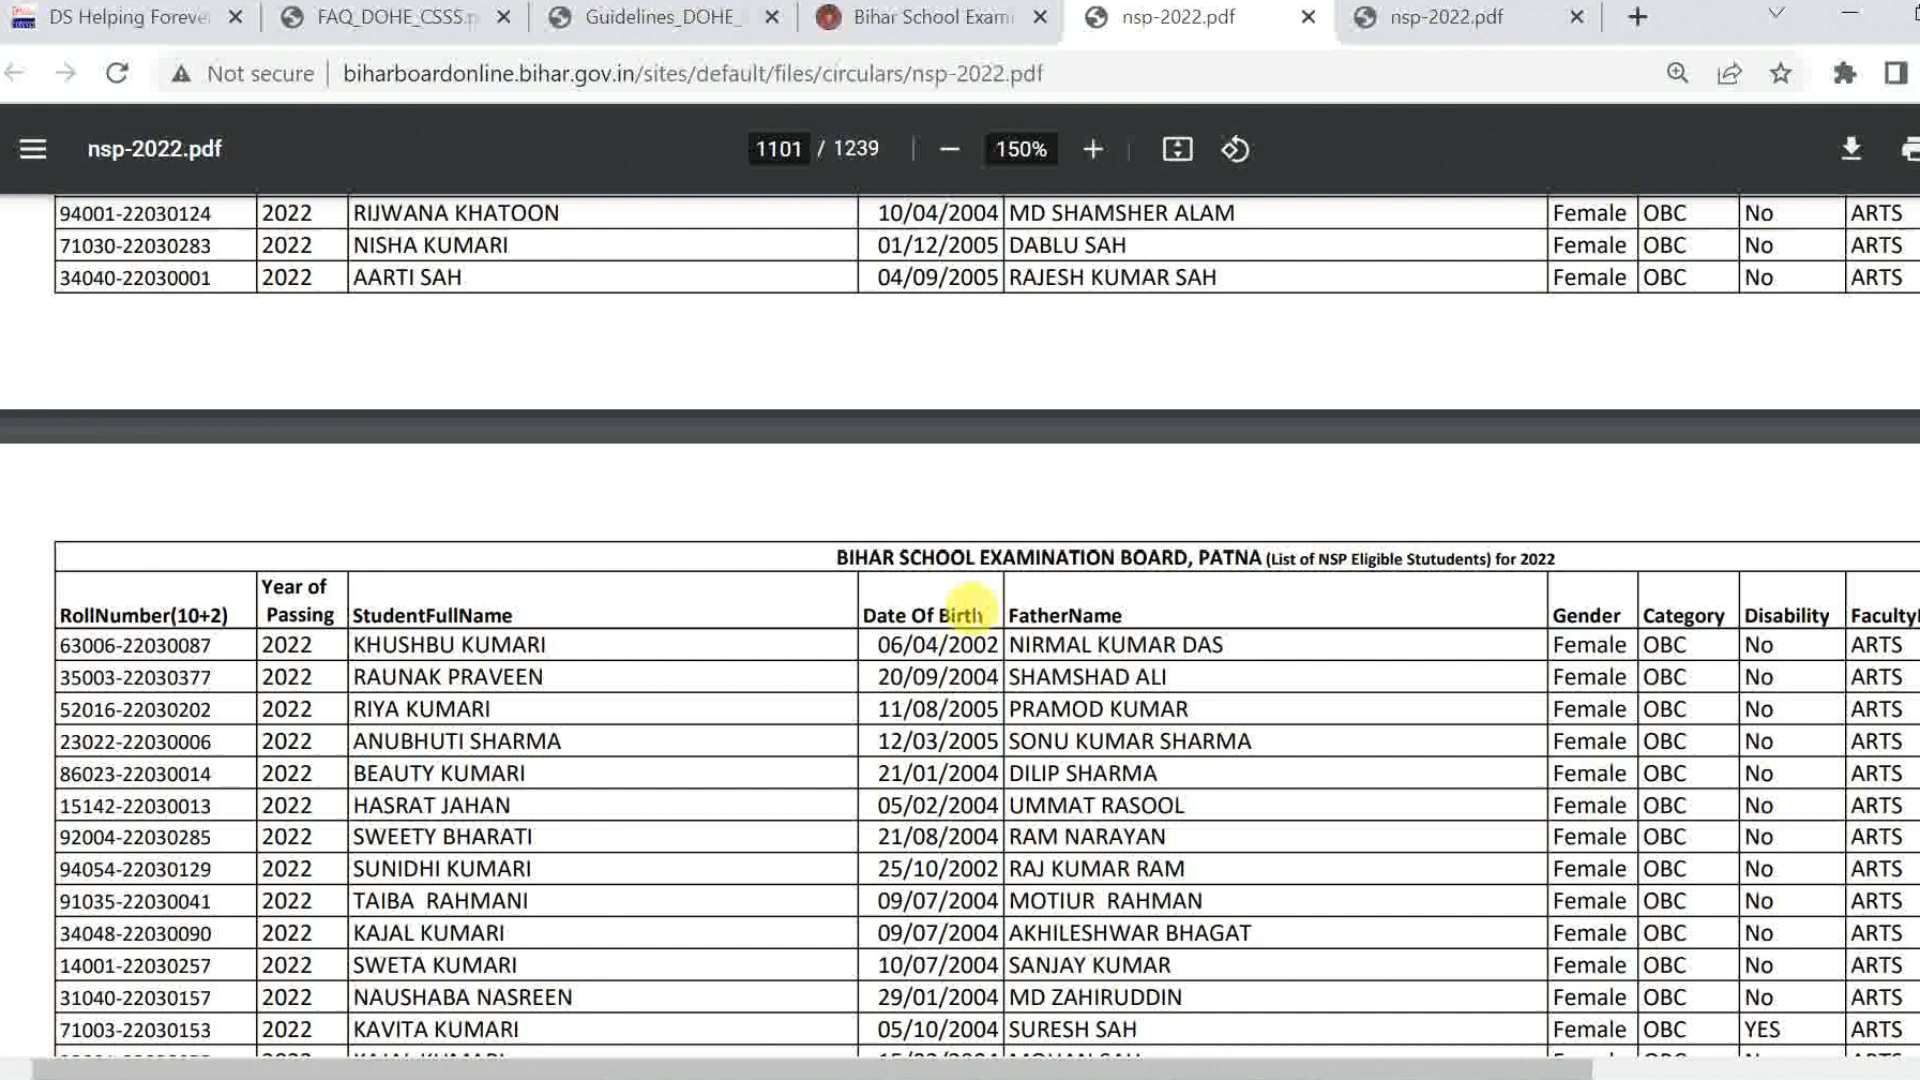 DS Helping Foreve
FAQ_DOHE_CSSS.p
Guidelines_DOHE_
Bihar School Exami
nsp-2022.pdf
nsp-2022.pdf
Not secure
biharboardonline.bihar.gov.in/sites/default/files/circulars/nsp-2022.pdf
nsp-2022.pdf
1101 / 1239
150%
94001-22030124 2022 RIJWANA KHATOON 10/04/2004 MD SHAMSHER ALAM Female OBC No ARTS
71030-22030283 2022 NISHA KUMARI 01/12/2005 DABLU SAH Female OBC No ARTS
34040-22030001 2022 AARTI SAH 04/09/2005 RAJESH KUMAR SAH Female OBC No ARTS
BIHAR SCHOOL EXAMINATION BOARD, PATNA (List of NSP Eligible Stutudents) for 2022
RollNumber(10+2) Year of Passing StudentFullName Date Of Birth FatherName Gender Category Disability Faculty
63006-22030087 2022 KHUSHBU KUMARI 06/04/2002 NIRMAL KUMAR DAS Female OBC No ARTS
35003-22030377 2022 RAUNAK PRAVEEN 20/09/2004 SHAMSHAD ALI Female OBC No ARTS
52016-22030202 2022 RIYA KUMARI 11/08/2005 PRAMOD KUMAR Female OBC No ARTS
23022-22030006 2022 ANUBHUTI SHARMA 12/03/2005 SONU KUMAR SHARMA Female OBC No ARTS
86023-22030014 2022 BEAUTY KUMARI 21/01/2004 DILIP SHARMA Female OBC No ARTS
15142-22030013 2022 HASRAT JAHAN 05/02/2004 UMMAT RASOOL Female OBC No ARTS
92004-22030285 2022 SWEETY BHARATI 21/08/2004 RAM NARAYAN Female OBC No ARTS
94054-22030129 2022 SUNIDHI KUMARI 25/10/2002 RAJ KUMAR RAM Female OBC No ARTS
91035-22030041 2022 TAIBA RAHMANI 09/07/2004 MOTIUR RAHMAN Female OBC No ARTS
34048-22030090 2022 KAJAL KUMARI 09/07/2004 AKHILESHWAR BHAGAT Female OBC No ARTS
14001-22030257 2022 SWETA KUMARI 10/07/2004 SANJAY KUMAR Female OBC No ARTS
31040-22030157 2022 NAUSHABA NASREEN 29/01/2004 MD ZAHIRUDDIN Female OBC No ARTS
71003-22030153 2022 KAVITA KUMARI 05/10/2004 SURESH SAH Female OBC YES ARTS